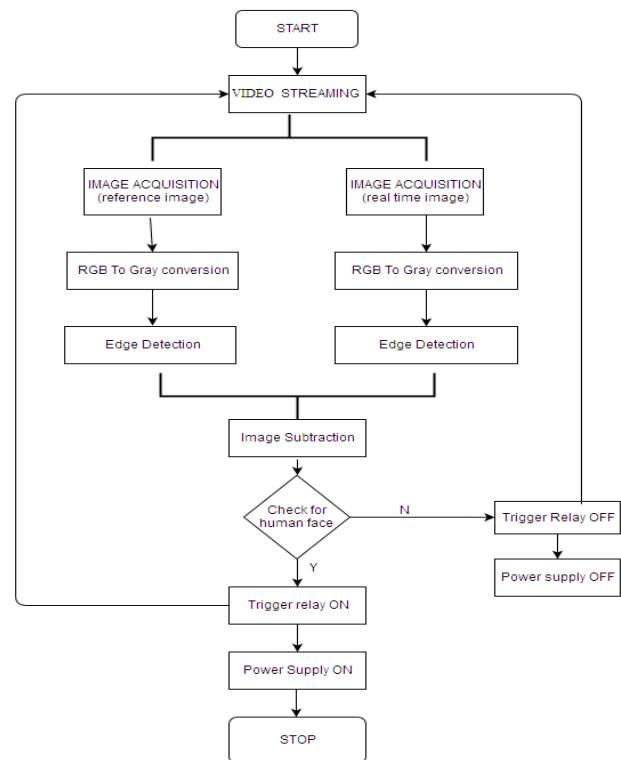 START
VIDEO STREAMING
IMAGE ACQUISITION
(reference image)
IMAGE ACQUISITION
(real time image)
RGB To Gray conversion
RGB To Gray conversion
Edge Detection
Edge Detection
Image Subtraction
Check for
human face
N
Trigger Relay OFF
Power supply OFF
Y
Trigger relay ON
Power Supply ON
STOP